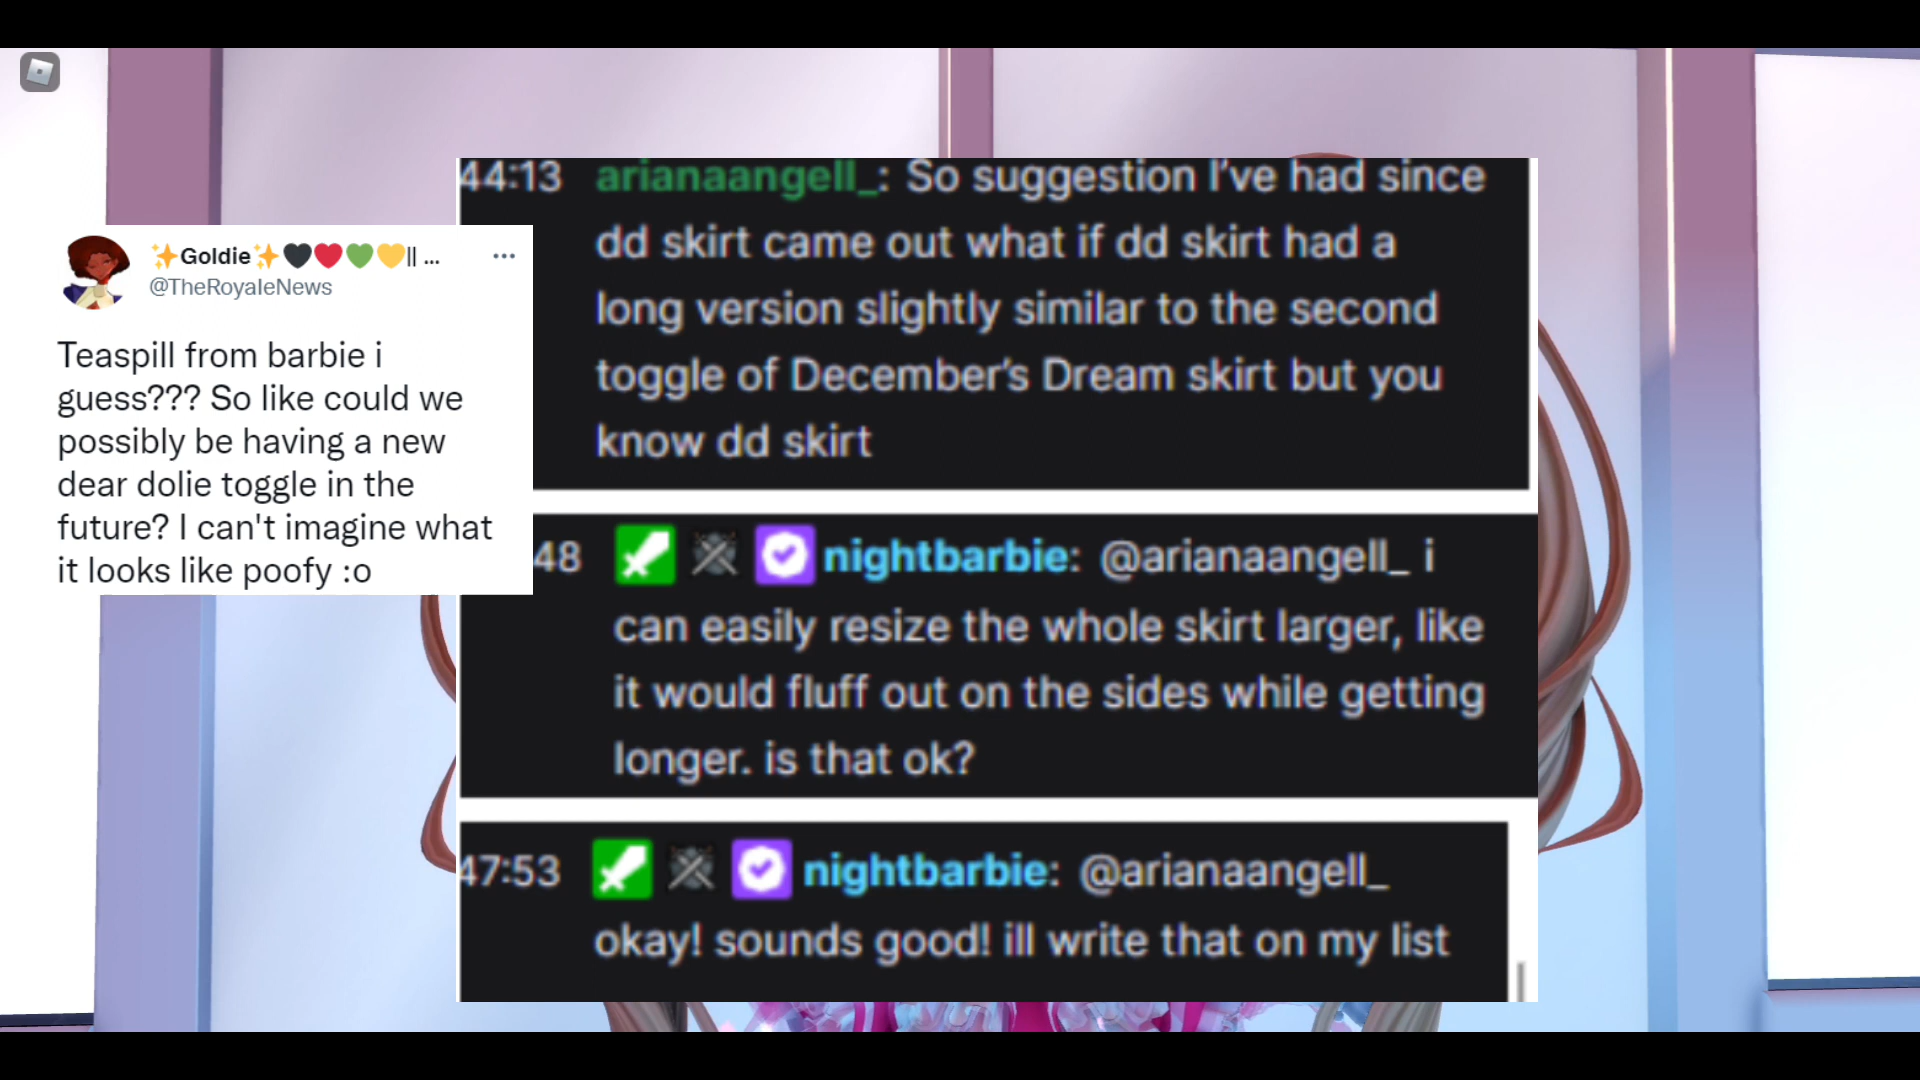 ✨Goldie✨🖤❤️💚💛|| ...
@TheRoyaleNews
Teaspill from barbie i
guess??? So like could we
possibly be having a new
dear dolie toggle in the
future? I can't imagine what
it looks like poofy :o
44:13 arianaangell_: So suggestion I've had since
dd skirt came out what if dd skirt had a
long version slightly similar to the second
toggle of December's Dream skirt but you
know dd skirt
48 nightbarbie: @arianaangell_ i
can easily resize the whole skirt larger, like
it would fluff out on the sides while getting
longer. is that ok?
47:53 nightbarbie: @arianaangell_
okay! sounds good! ill write that on my list